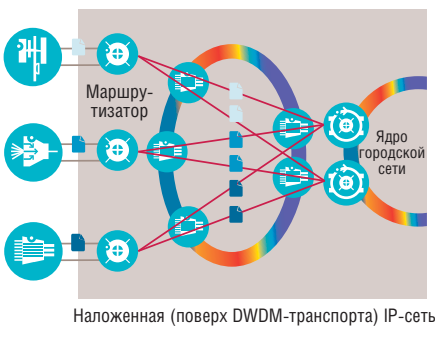 Маршру-
тизатор
Ядро
городской
сети
Наложенная (поверх DWDM-транспорта) IP-сеть